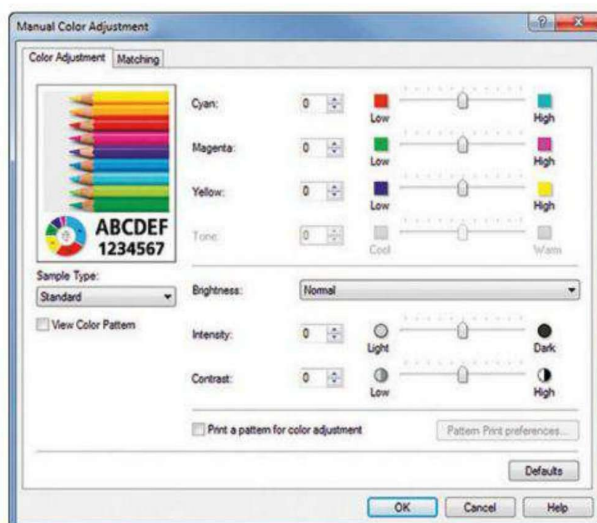 Manual Color Adjustment
Color Adjustment Matching
Cyan: 0 Low High
Magenta: 0 Low High
Yellow: 0 Low High
ABCDEF
1234567
Tone: 0 Cool Warm
Sample Type:
Standard
Brightness: Normal
View Color Pattern
Intensity: 0 Light Dark
Contrast: 0 Low High
Print a pattern for color adjustment Pattern Print preferences...
Defaults
OK Cancel Help